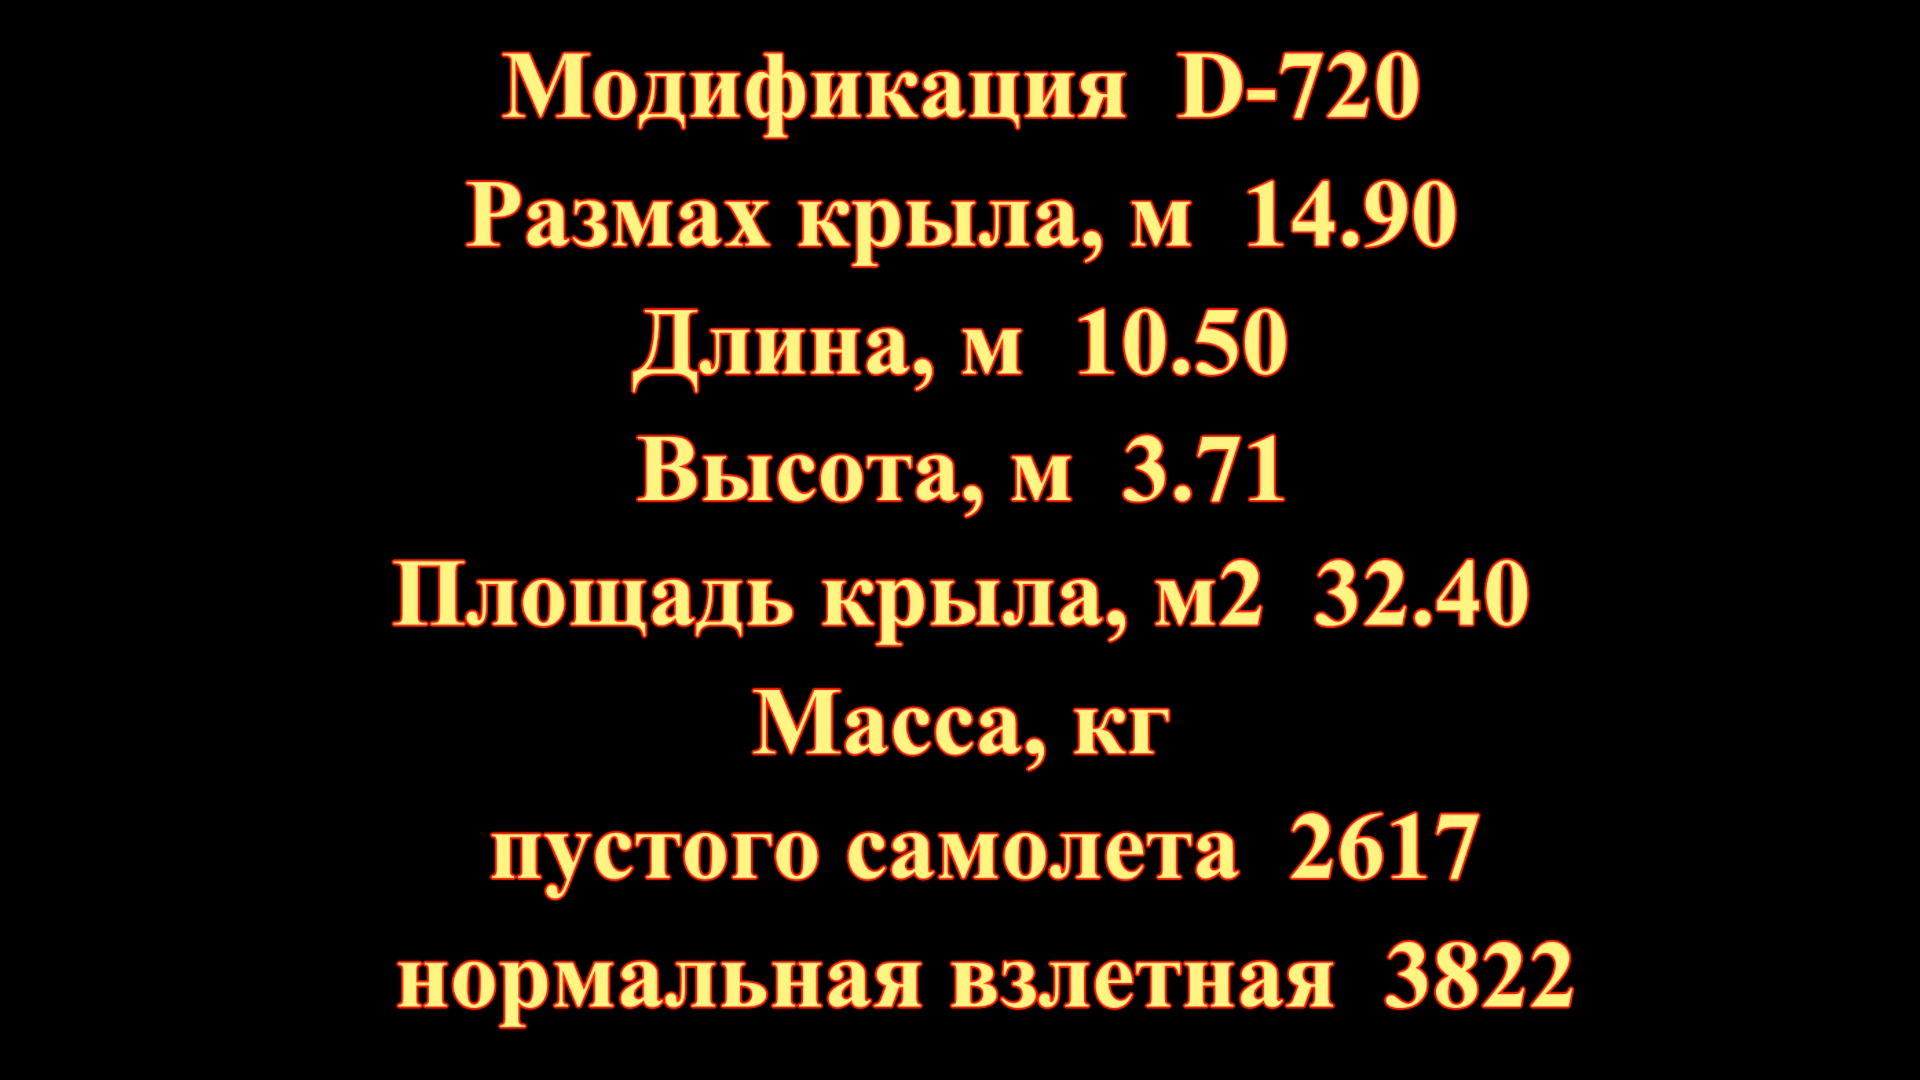 Модификация D-720
Размах крыла, м 14.90
Длина, м 10.50
Высота, м 3.71
Площадь крыла, м2 32.40
Масса, кг
пустого самолета 2617
нормальная взлетная 3822